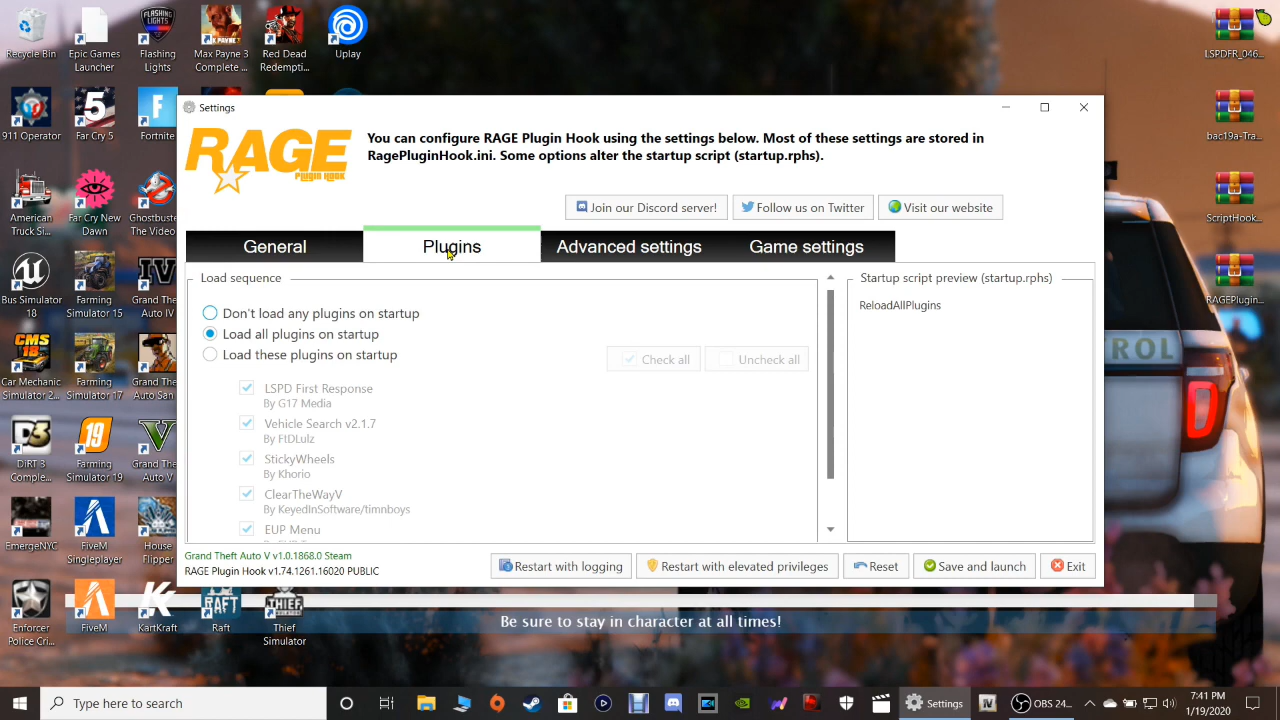 Recycle Bin
Epic Games
Launcher
Flashing
Lights
Max Payne 3
Complete ...
Red Dead
Redempti...
Uplay
LSPDFR_046...
911 Operator
Far Cry 5
Fortnite
bac19a-Tra...
American
Truck Si...
Far Cry New
Dawn
Ghostbuste
The Video
ScriptHook...
Bus Simulator
18
Farming
Simulator 15
Grand The
Auto IV
RAGEPlugin...
Car Mechanic
Simulator 2...
Farming
Simulator 17
Grand The
Auto San
DiRT 3
Comple...
Farming
Simulator 19
Grand The
Auto V
EmergeNYC
FiveM
Singleplayer
House
Flipper
Enforcer
Police Cri...
FiveM
KartKraft
Raft
Thief
Simulator
Settings
RAGE
PLUGIN HOOK
You can configure RAGE Plugin Hook using the settings below. Most of these settings are stored in
RagePluginHook.ini. Some options alter the startup script (startup.rphs).
Join our Discord server!
Follow us on Twitter
Visit our website
General
Plugins
Advanced settings
Game settings
Load sequence
Don't load any plugins on startup
Load all plugins on startup
Load these plugins on startup
Check all
Uncheck all
LSPD First Response
By G17 Media
Vehicle Search v2.1.7
By FtDLulz
StickyWheels
By Khorio
ClearTheWayV
By KeyedInSoftware/timnboys
EUP Menu
Startup script preview (startup.rphs)
ReloadAllPlugins
Grand Theft Auto V v1.0.1868.0 Steam
RAGE Plugin Hook v1.74.1261.16020 PUBLIC
Restart with logging
Restart with elevated privileges
Reset
Save and launch
Exit
Be sure to stay in character at all times!
Type here to search
Settings
OBS 24...
7:41 PM
1/19/2020